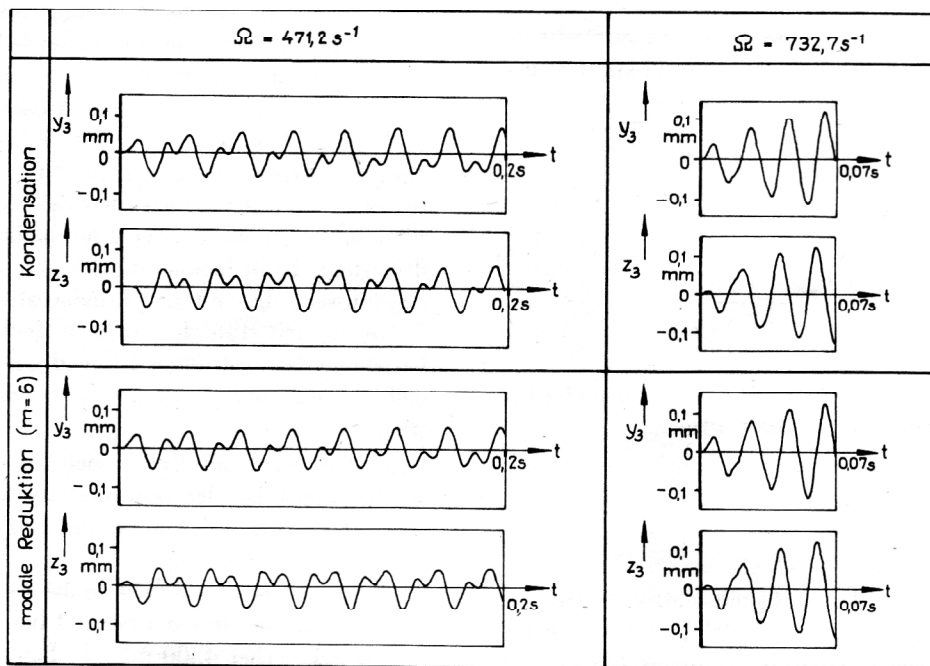 Ω = 471,2 s⁻¹
Ω = 732,7s⁻¹
Kondensation
y₃
0,1
mm
0
-0,1
0,2s
t
y₃
0,1
mm
0
-0,1
0,07s
t
z₃
0,1
mm
0
-0,1
0,2s
t
z₃
0,1
mm
0
-0,1
0,07s
t
modale Reduktion (m=6)
y₃
0,1
mm
0
-0,1
0,2s
t
y₃
0,1
mm
0
-0,1
0,07s
t
z₃
0,1
mm
0
-0,1
0,2s
t
z₃
0,1
mm
0
-0,1
0,07s
t